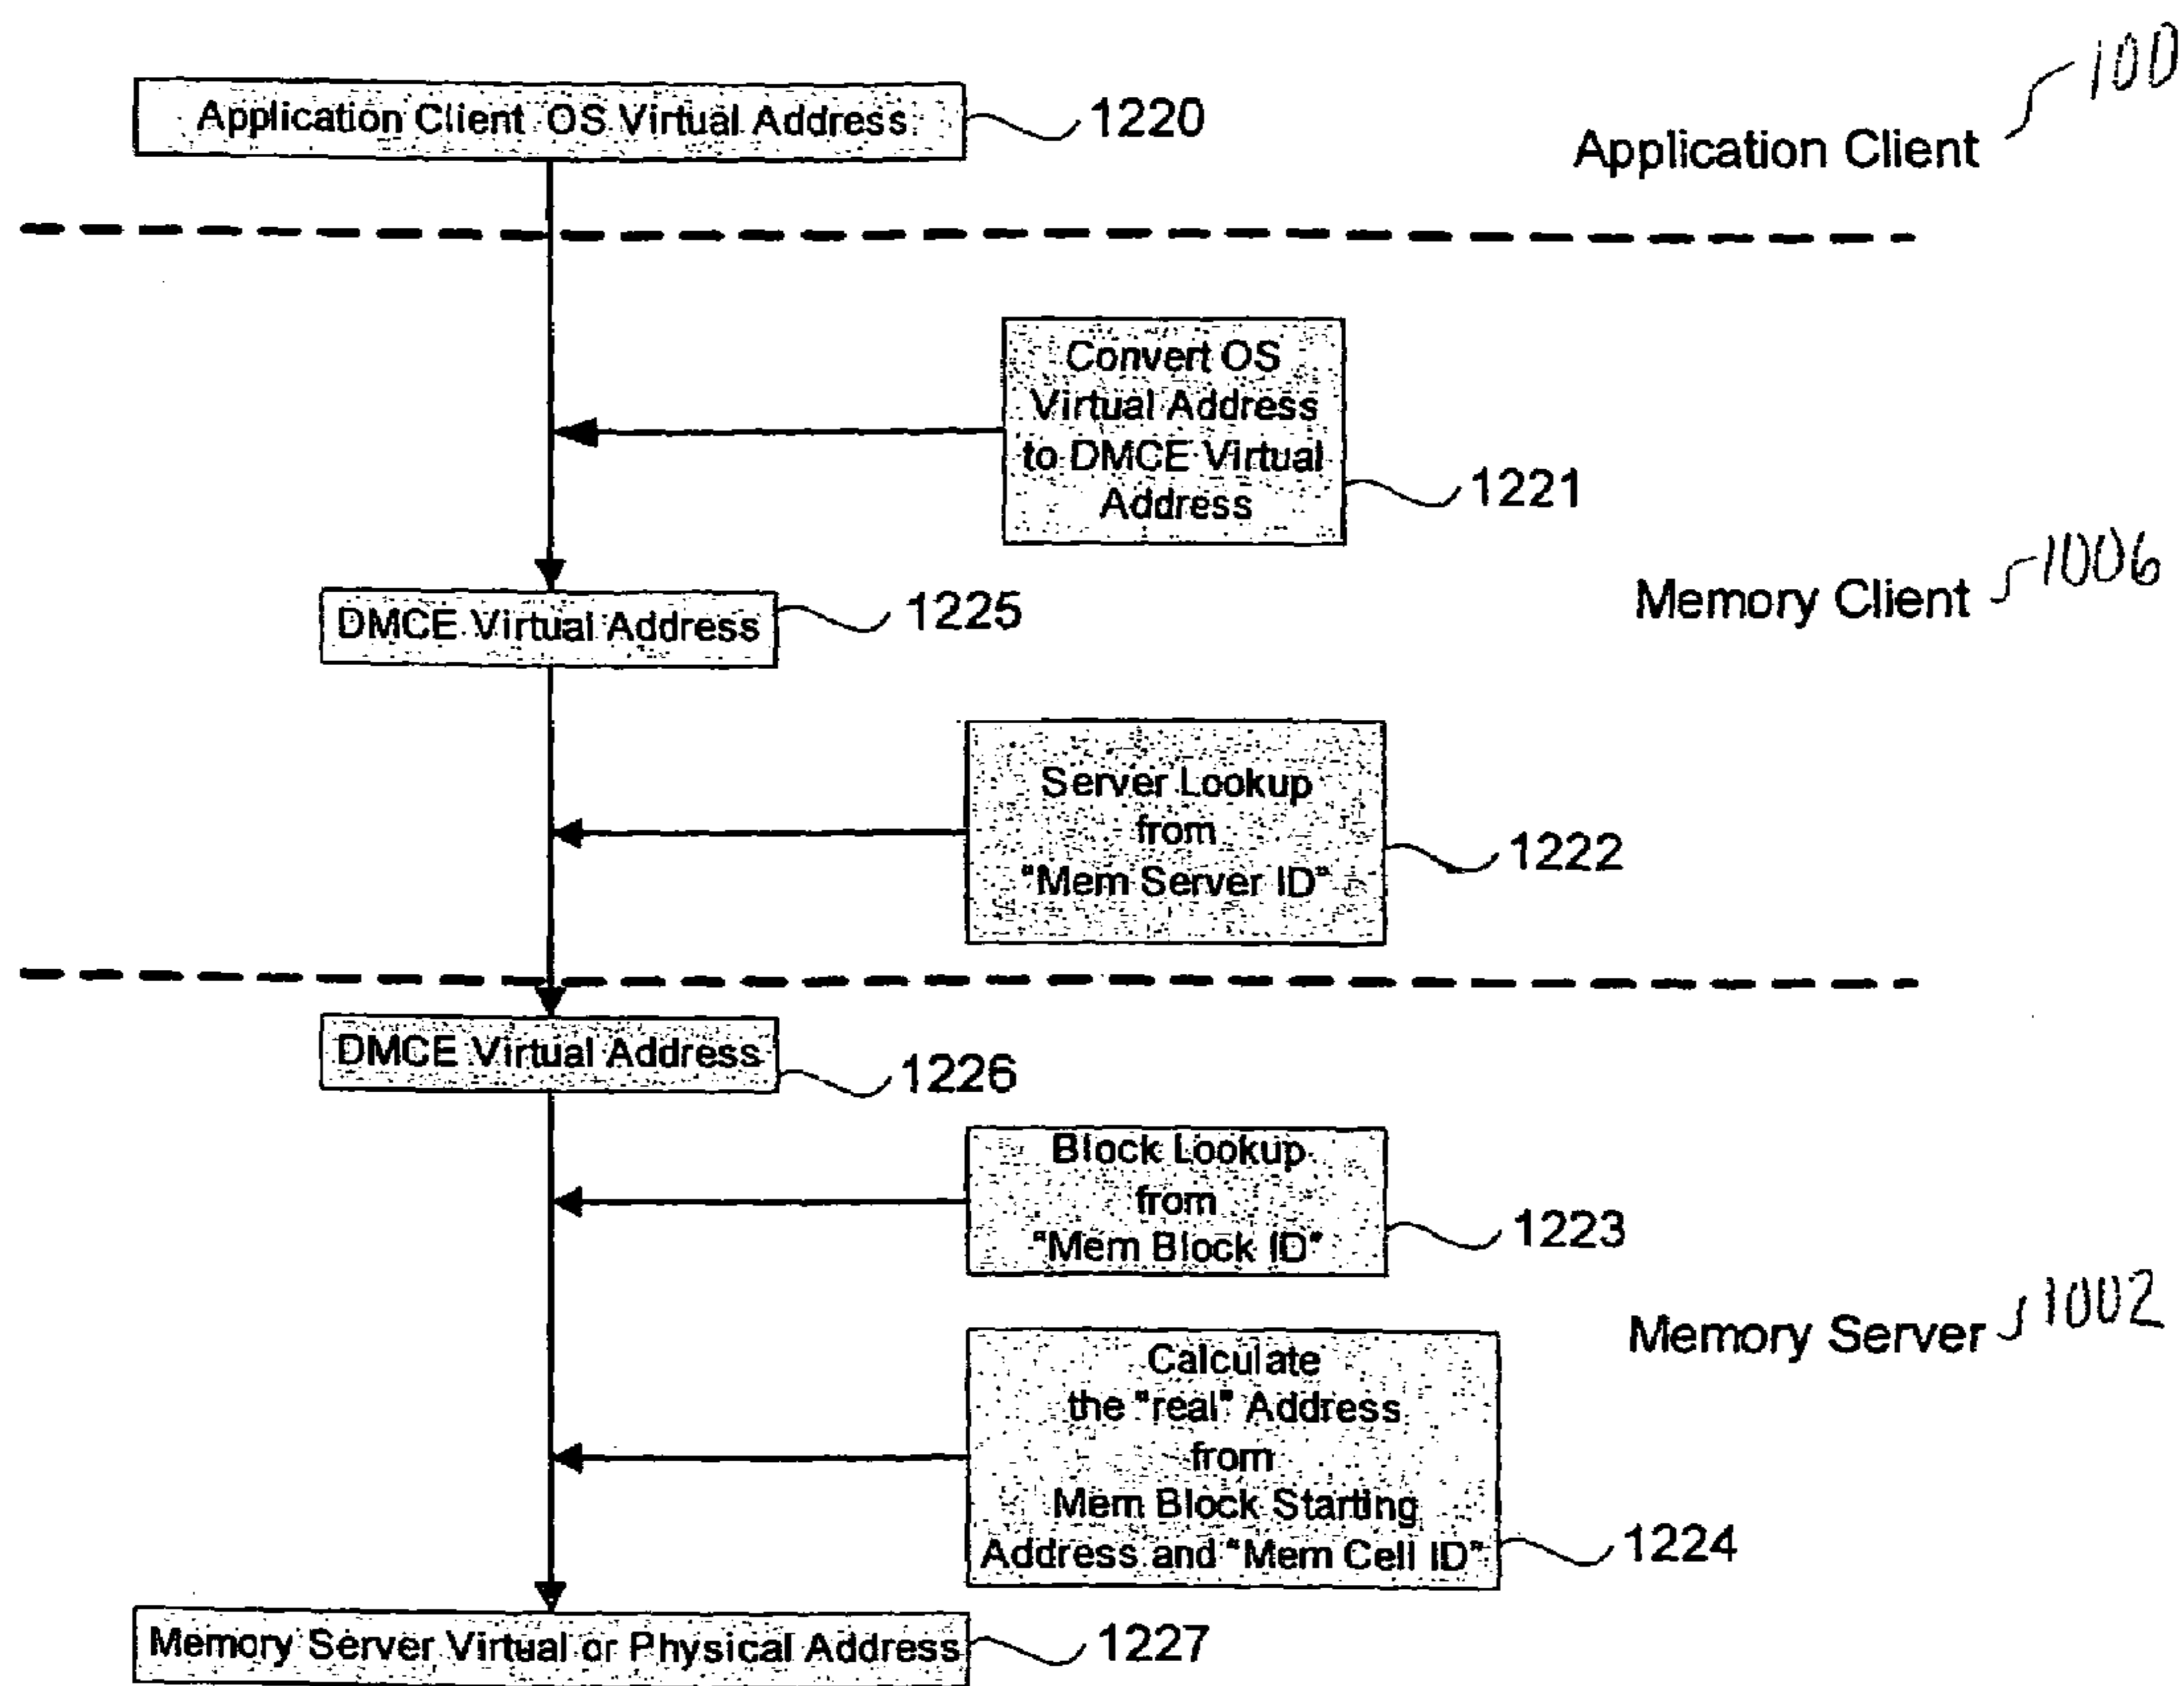 100
Application Client OS Virtual Address
1220
Application Client
Convert OS
Virtual Address
to DMCE Virtual
Address
1221
1006
Memory Client
DMCE Virtual Address
1225
Server Lookup
from
"Mem Server ID"
1222
DMCE Virtual Address
1226
Block Lookup
from
"Mem Block ID"
1223
1002
Memory Server
Calculate
the "real" Address
from
Mem Block Starting
Address and "Mem Cell ID"
1224
Memory Server Virtual or Physical Address
1227